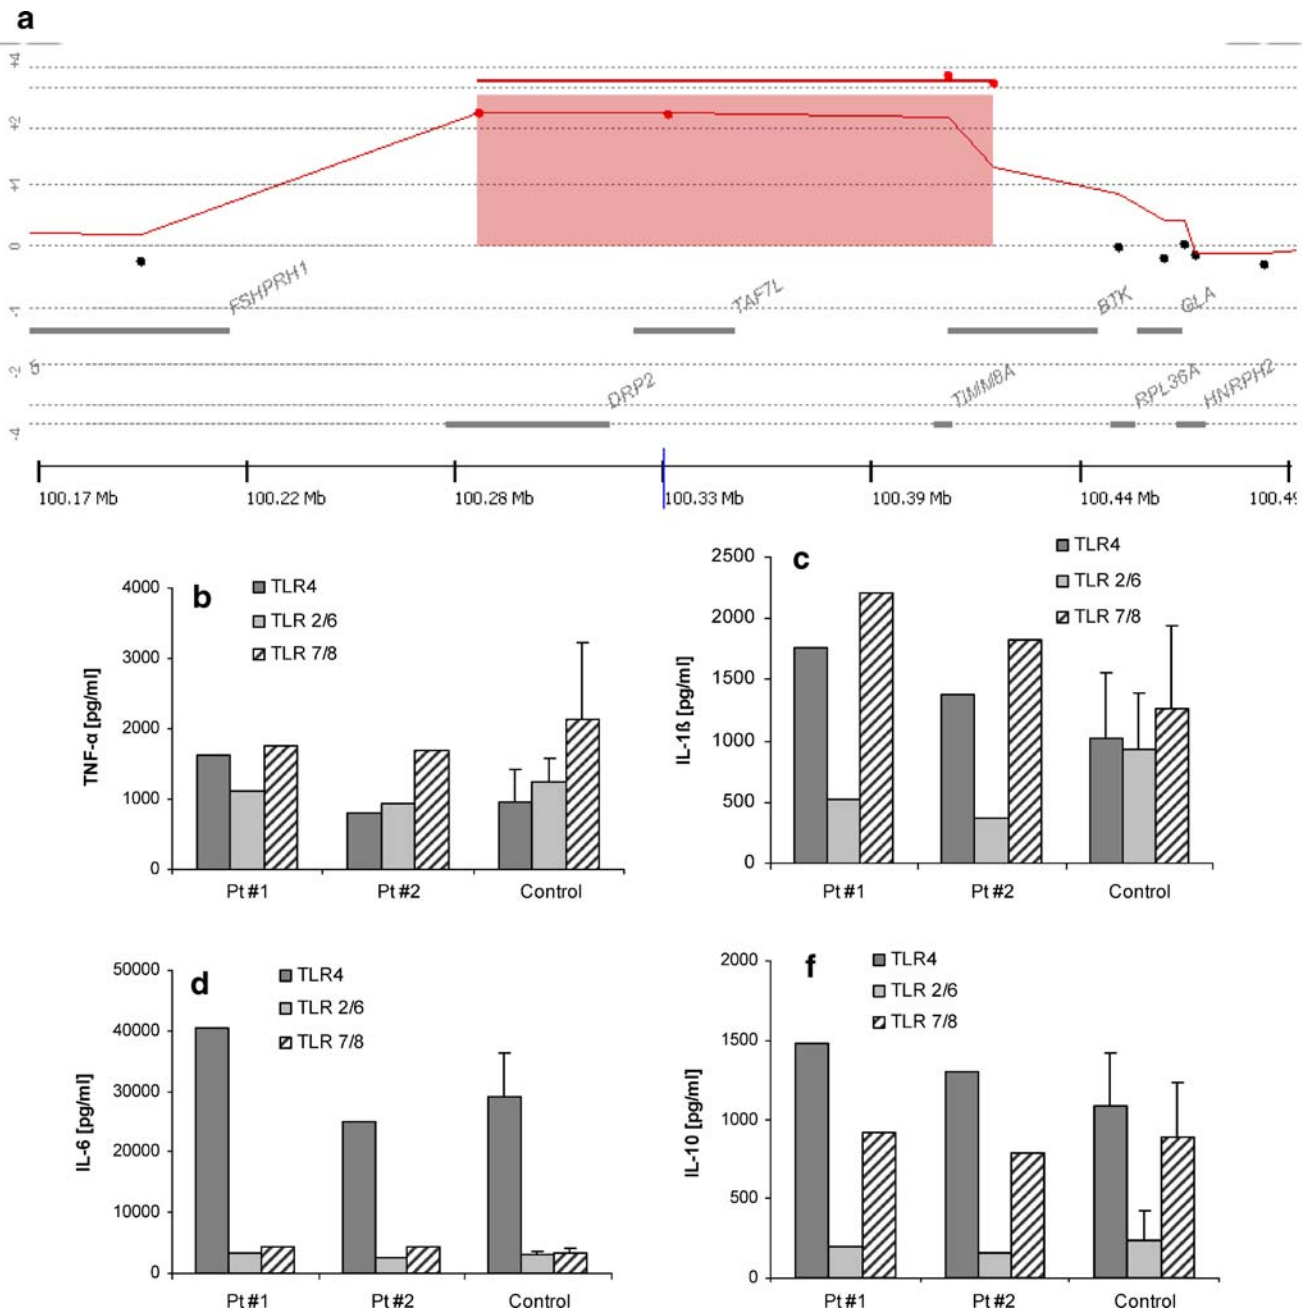 a
+4
+2
+1
0
-1
-2
-4
FSHPRH1
TAF7L
BTK
GLA
5
DRP2
TIMM8A
RPL36A
HNRPH2
100.17 Mb
100.22 Mb
100.28 Mb
100.33 Mb
100.39 Mb
100.44 Mb
100.49
b
TLR4
TLR 2/6
TLR 7/8
TNF-α [pg/ml]
4000
3000
2000
1000
0
Pt #1
Pt #2
Control
c
TLR4
TLR 2/6
TLR 7/8
IL-1ß [pg/ml]
2500
2000
1500
1000
500
0
Pt #1
Pt #2
Control
d
TLR4
TLR 2/6
TLR 7/8
IL-6 [pg/ml]
50000
40000
30000
20000
10000
0
Pt #1
Pt #2
Control
f
TLR4
TLR 2/6
TLR 7/8
IL-10 [pg/ml]
2000
1500
1000
500
0
Pt #1
Pt #2
Control